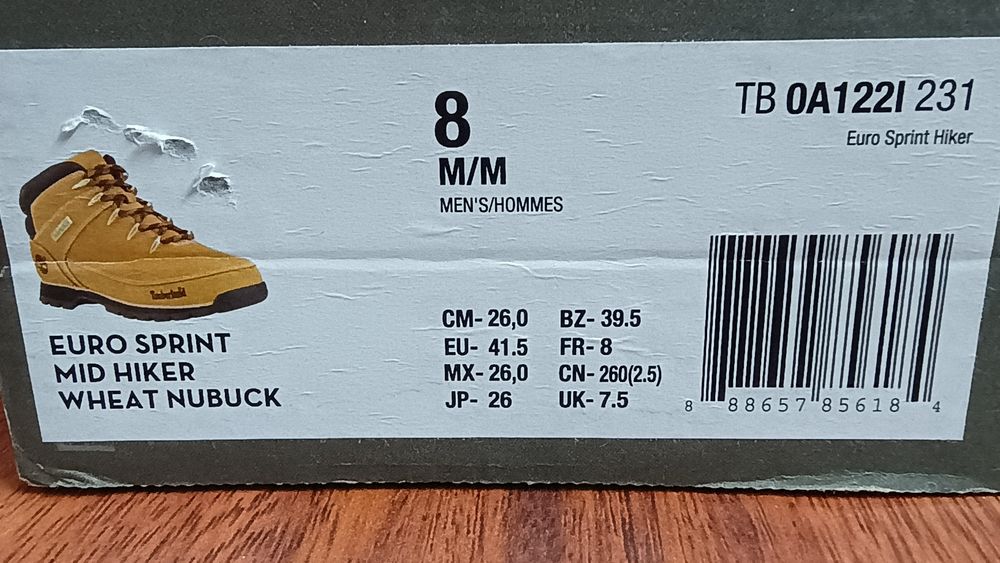 8
M/M
MEN'S/HOMMES
TB 0A122I 231
Euro Sprint Hiker
Timberland
EURO SPRINT
MID HIKER
WHEAT NUBUCK
CM- 26,0 BZ- 39.5
EU- 41.5 FR- 8
MX- 26,0 CN- 260(2.5)
JP- 26 UK- 7.5
8 88657 85618 4